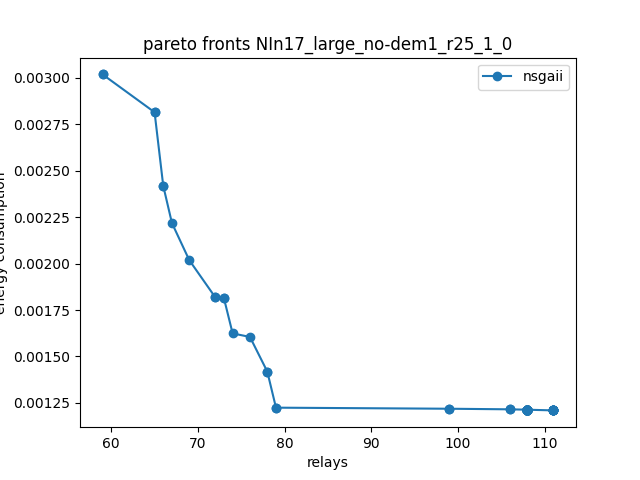 pareto fronts NIn17_large_no-dem1_r25_1_0
nsgaii
0.00300
0.00275
0.00250
0.00225
0.00200
0.00175
0.00150
0.00125
energy consumption
60 70 80 90 100 110
relays